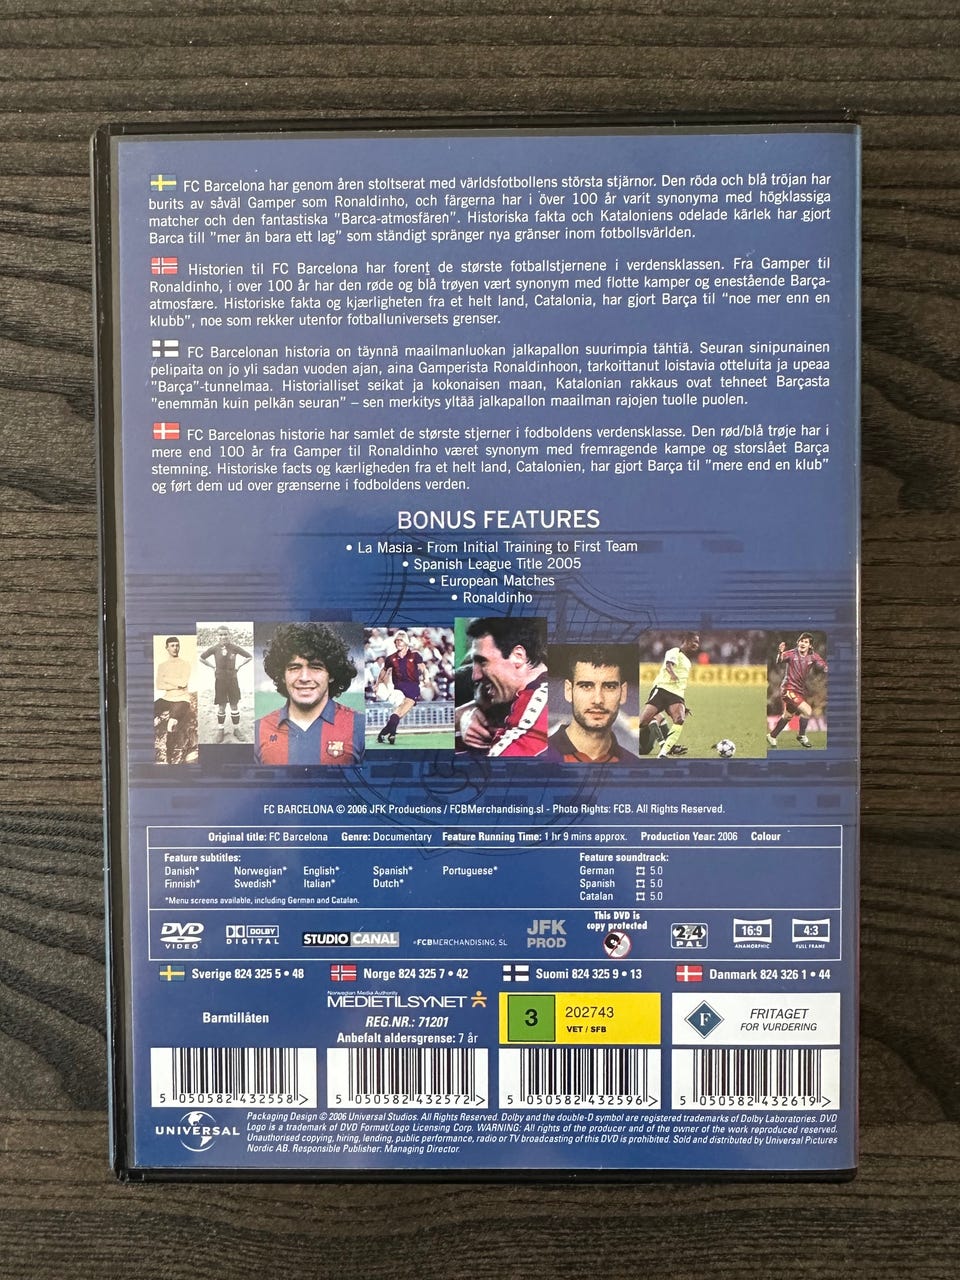 FC Barcelona har genom åren stoltserat med världsfotbollens största stjärnor. Den röda och blå tröjan har
burits av såväl Gamper som Ronaldinho, och färgerna har i över 100 år varit synonyma med högklassiga
matcher och den fantastiska "Barca-atmosfären". Historiska fakta och Kataloniens odelade kärlek har gjort
Barca till "mer än bara ett lag" som ständigt spränger nya gränser inom fotbollsvärlden.
Historien til FC Barcelona har forent de største fotballstjernene i verdensklassen. Fra Gamper til
Ronaldinho, i over 100 år har den røde og blå trøyen vært synonym med flotte kamper og enestående Barça-
atmosfære. Historiske fakta og kjærligheten fra et helt land, Catalonia, har gjort Barça til "noe mer enn en
klubb", noe som rekker utenfor fotballuniversets grenser.
FC Barcelonan historia on täynnä maailmanluokan jalkapallon suurimpia tähtiä. Seuran sinipunainen
pelipaita on jo yli sadan vuoden ajan, aina Gamperista Ronaldinhoon, tarkoittanut loistavia otteluita ja upeaa
"Barça"-tunnelmaa. Historialliset seikat ja kokonaisen maan, Katalonian rakkaus ovat tehneet Barçasta
"enemmän kuin pelkän seuran" – sen merkitys yltää jalkapallon maailman rajojen tuolle puolen.
FC Barcelonas historie har samlet de største stjerner i fodboldens verdensklasse. Den rød/blå trøje har i
mere end 100 år fra Gamper til Ronaldinho været synonym med fremragende kampe og storslået Barça
stemning. Historiske facts og kærligheden fra et helt land, Catalonien, har gjort Barça til "mere end en klub"
og ført dem ud over grænserne i fodboldens verden.
BONUS FEATURES
• La Masia - From Initial Training to First Team
• Spanish League Title 2005
• European Matches
• Ronaldinho
FC BARCELONA © 2006 JFK Productions / FCBMerchandising.sl - Photo Rights: FCB. All Rights Reserved.
Original title: FC Barcelona Genre: Documentary Feature Running Time: 1 hr 9 mins approx. Production Year: 2006 Colour
Feature subtitles: Feature soundtrack:
Danish* Norwegian* English* Spanish* Portuguese* German 5.0
Finnish* Swedish* Italian* Dutch* Spanish 5.0
*Menu screens available, including German and Catalan. Catalan 5.0
DVD VIDEO DOLBY DIGITAL STUDIO CANAL +FCBMERCHANDISING, SL JFK PROD This DVD is copy protected 2,4 PAL 16:9 ANAMORPHIC 4:3 FULL FRAME
Sverige 824 325 5 • 48 Norge 824 325 7 • 42 Suomi 824 325 9 • 13 Danmark 824 326 1 • 44
Barntillåten
Norwegian Media Authority
MEDIETILSYNET
REG.NR.: 71201
Anbefalt aldersgrense: 7 år
3 202743
VET / SFB
F FRITAGET
FOR VURDERING
5 050582 432558 > 5 050582 432572 > 5 050582 432596 > 5 050582 432619 >
UNIVERSAL
Packaging Design © 2006 Universal Studios. All Rights Reserved. Dolby and the double-D symbol are registered trademarks of Dolby Laboratories. DVD
Logo is a trademark of DVD Format/Logo Licensing Corp. WARNING: All rights of the producer and of the owner of the work reproduced reserved.
Unauthorised copying, hiring, lending, public performance, radio or TV broadcasting of this DVD is prohibited. Sold and distributed by Universal Pictures
Nordic AB. Responsible Publisher: Managing Director.